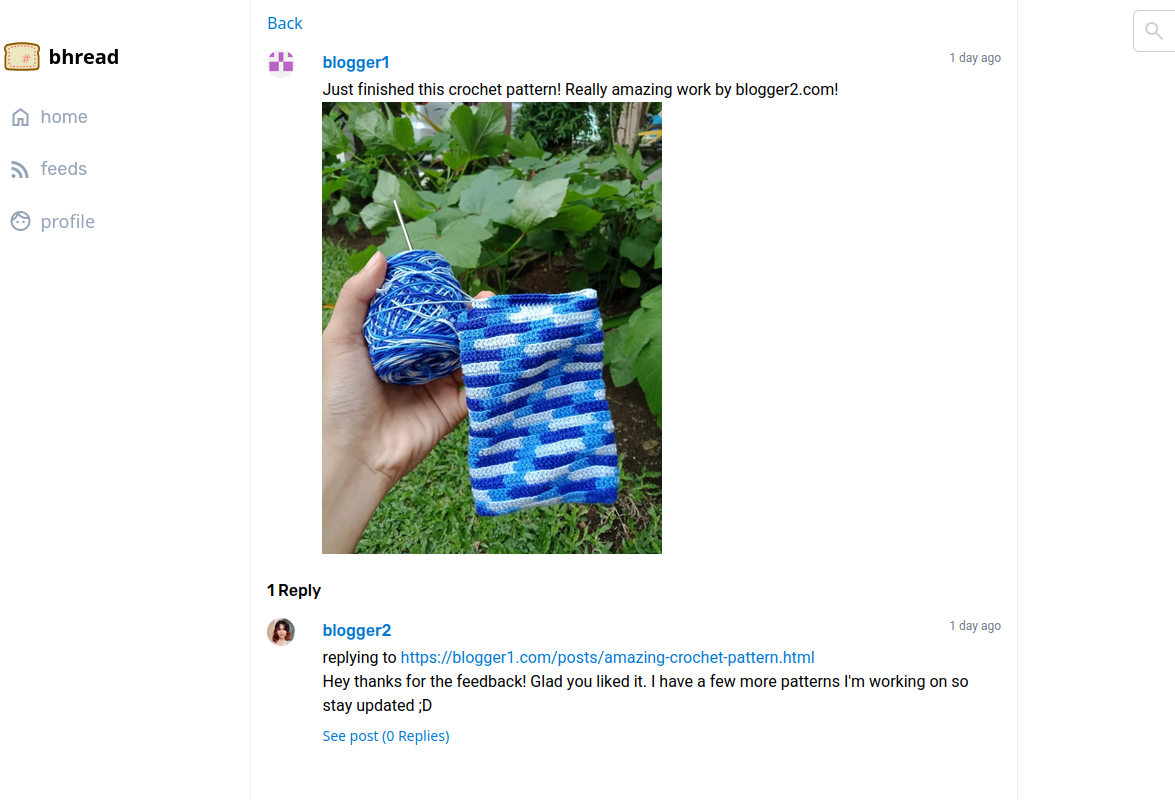 Back
bhread
home
feeds
profile
blogger1
1 day ago
Just finished this crochet pattern! Really amazing work by blogger2.com!
1 Reply
blogger2
1 day ago
replying to https://blogger1.com/posts/amazing-crochet-pattern.html
Hey thanks for the feedback! Glad you liked it. I have a few more patterns I'm working on so
stay updated ;D
See post (0 Replies)